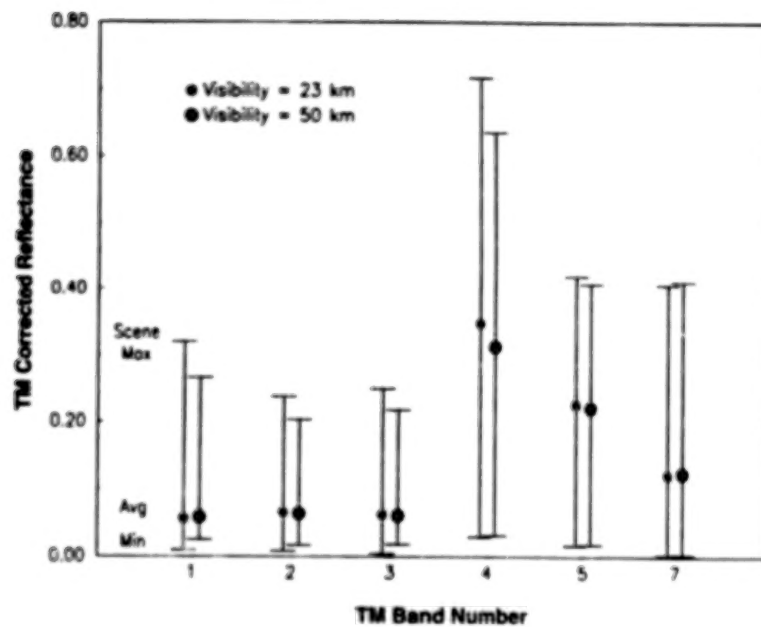 0.80
● Visibility = 23 km
● Visibility = 50 km
0.60
TM Corrected Reflectance
0.40
Scene
Max
0.20
Avg
Min
0.00
1 2 3 4 5 7
TM Band Number